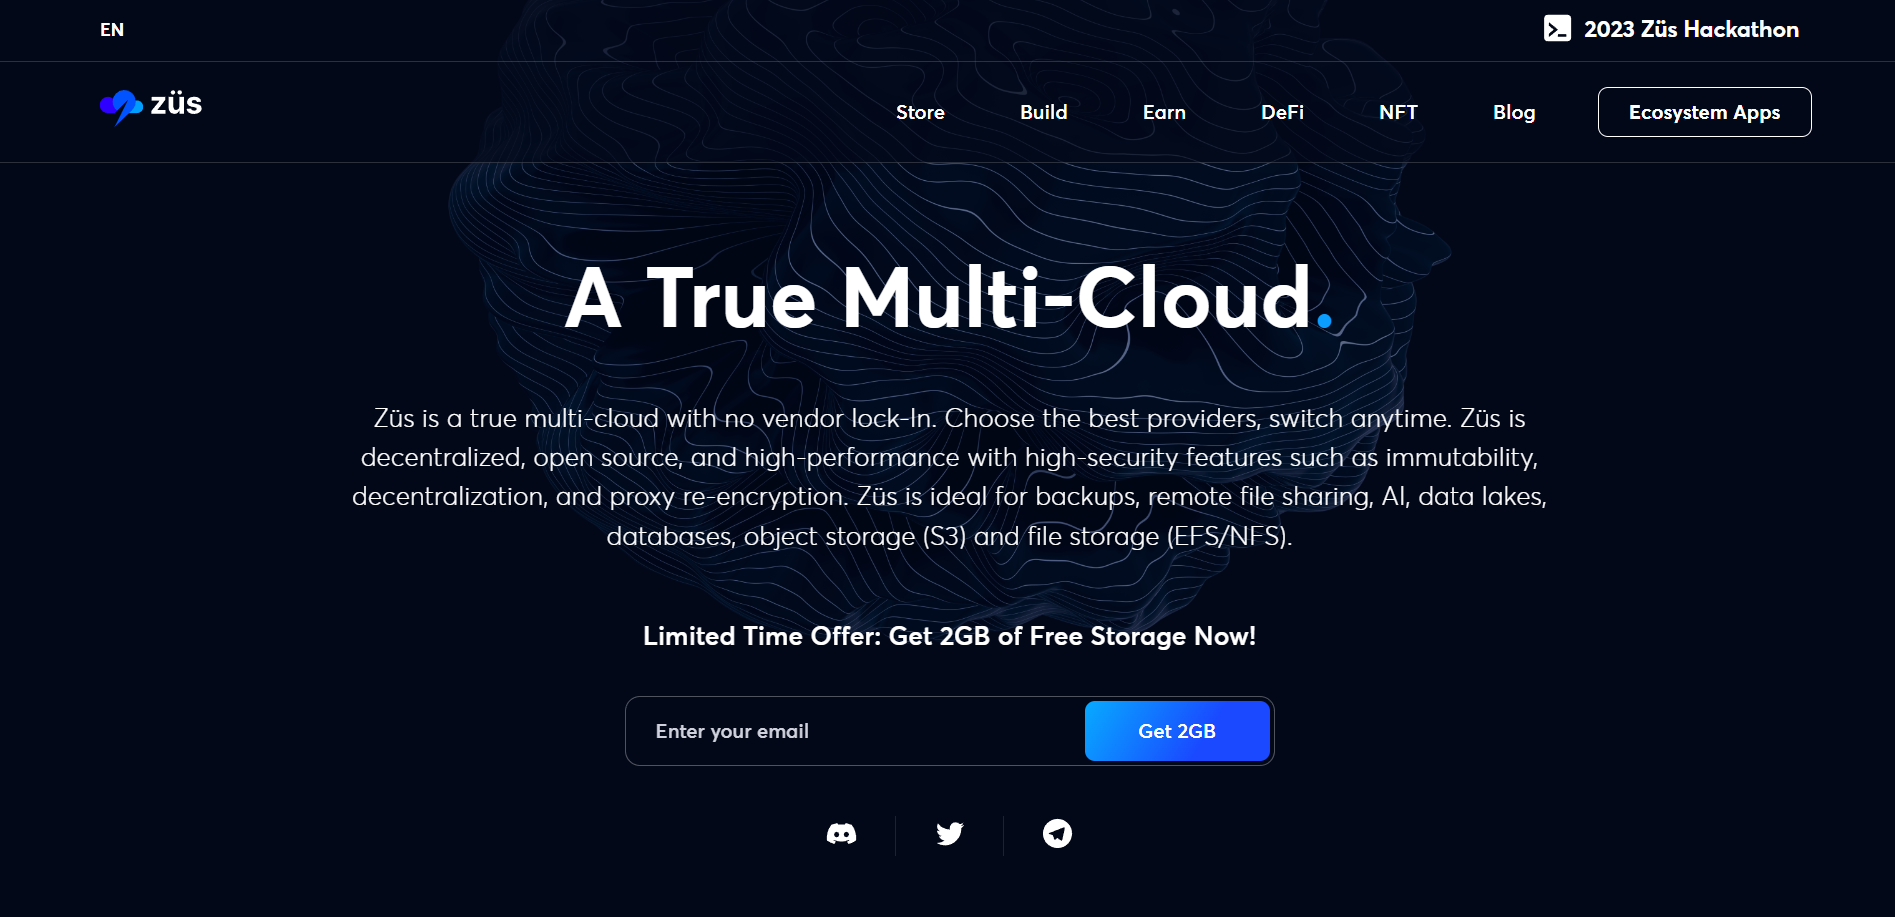 EN
2023 Züs Hackathon
züs
Store
Build
Earn
DeFi
NFT
Blog
Ecosystem Apps
A True Multi-Cloud.
Züs is a true multi-cloud with no vendor lock-In. Choose the best providers, switch anytime. Züs is
decentralized, open source, and high-performance with high-security features such as immutability,
decentralization, and proxy re-encryption. Züs is ideal for backups, remote file sharing, AI, data lakes,
databases, object storage (S3) and file storage (EFS/NFS).
Limited Time Offer: Get 2GB of Free Storage Now!
Enter your email
Get 2GB